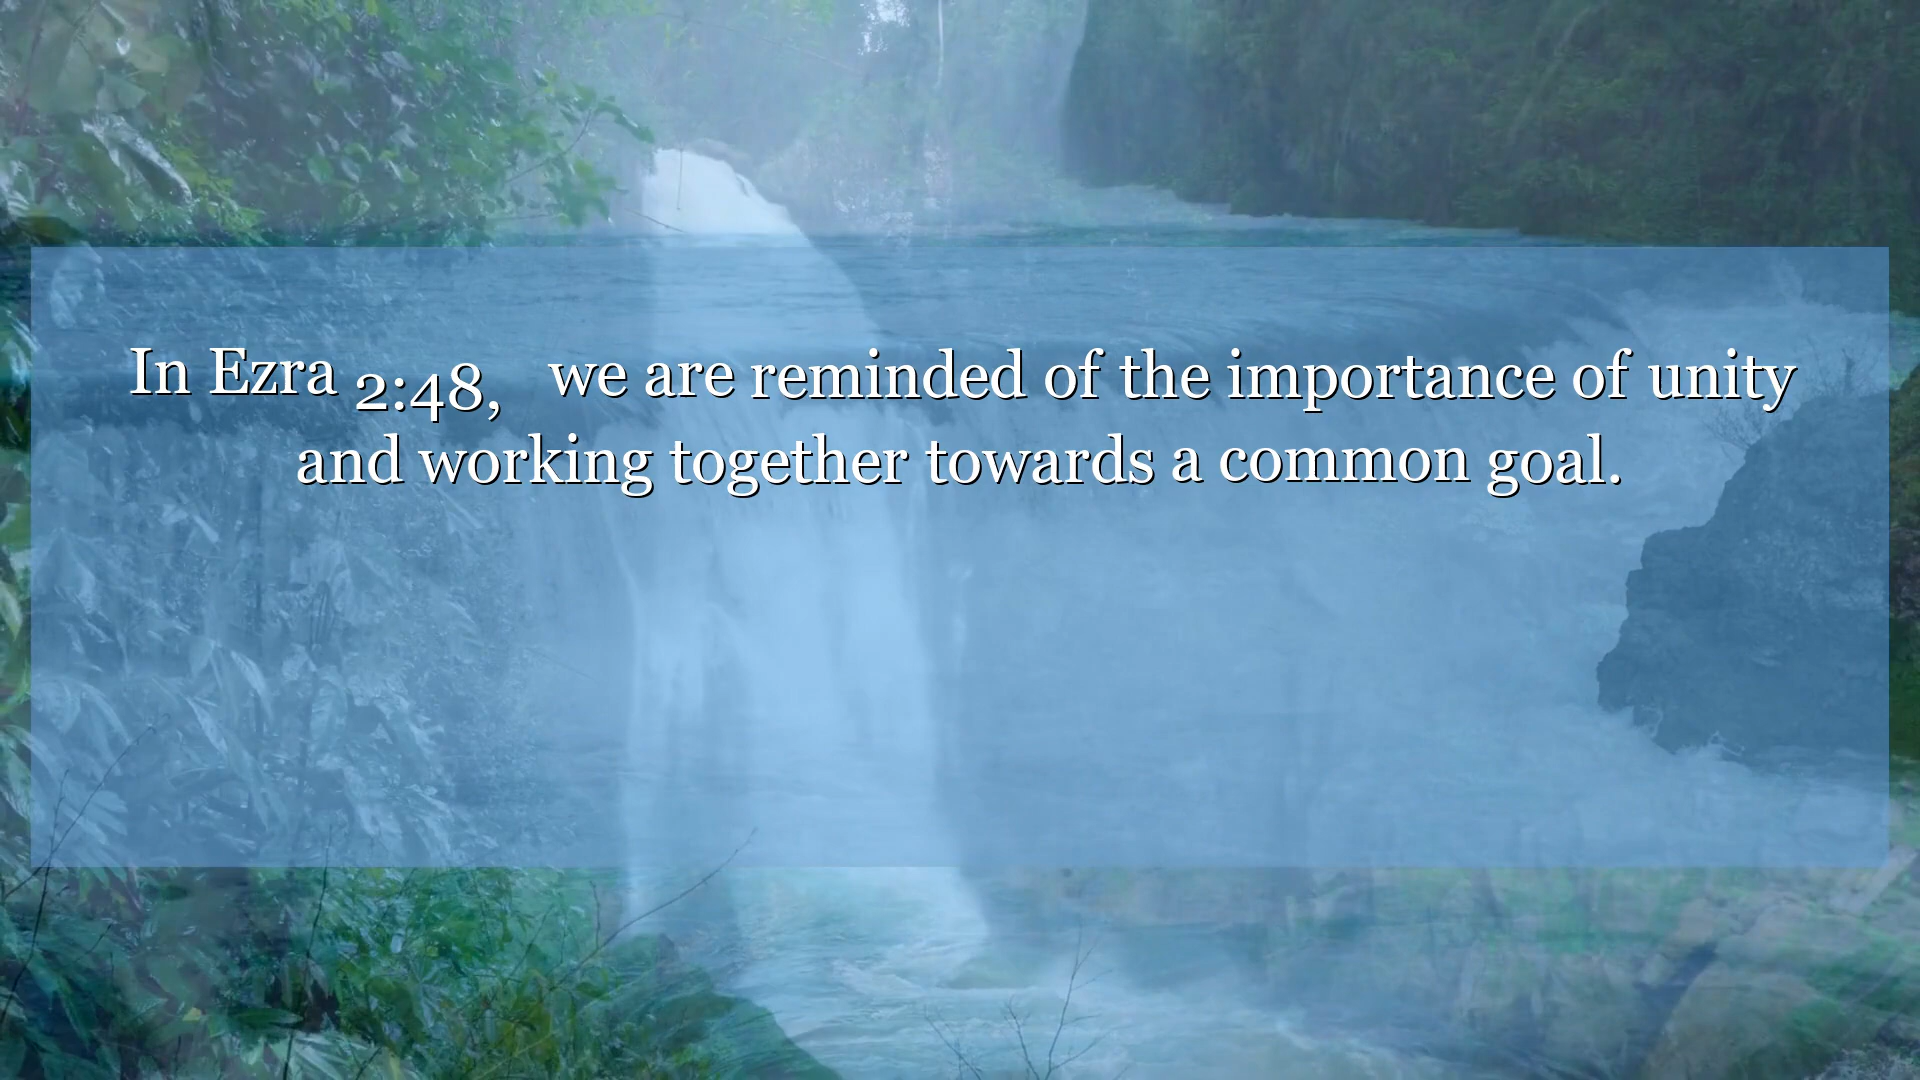 In Ezra 2:48, we are reminded of the importance of unity
and working together towards a common goal.